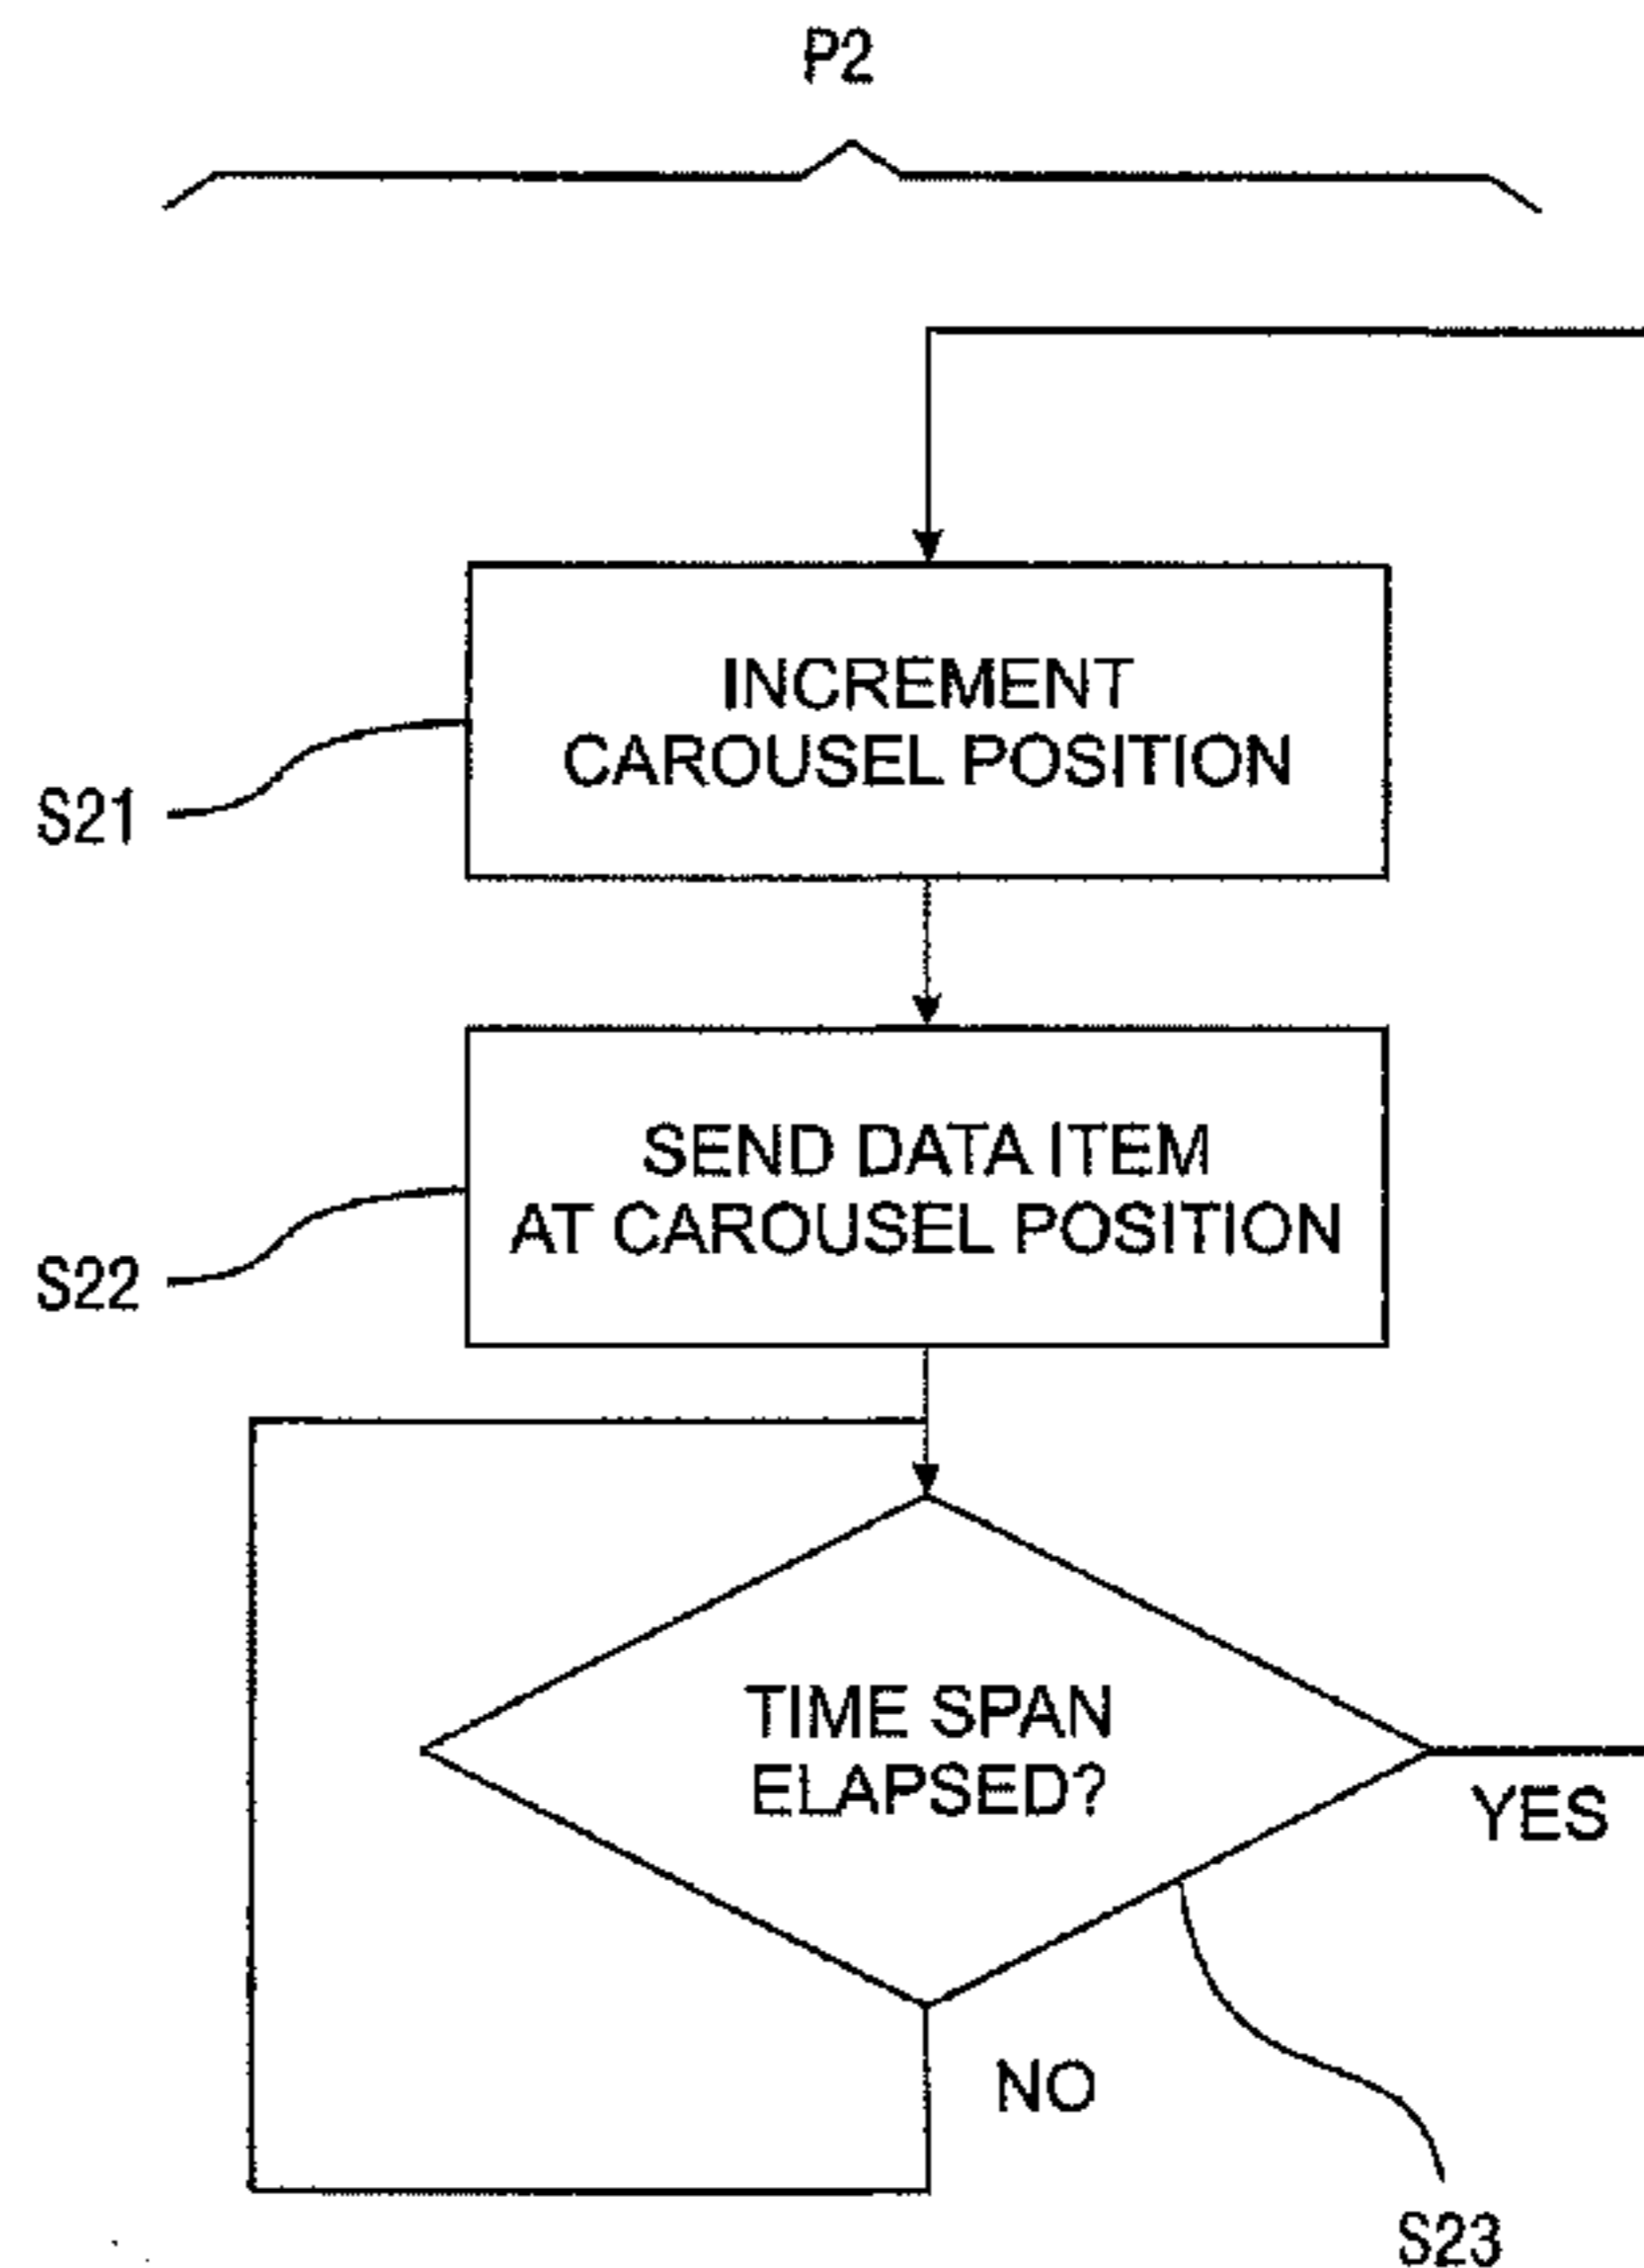 P2
INCREMENT
CAROUSEL POSITION
S21
SEND DATA ITEM
AT CAROUSEL POSITION
S22
TIME SPAN
ELAPSED?
YES
NO
S23